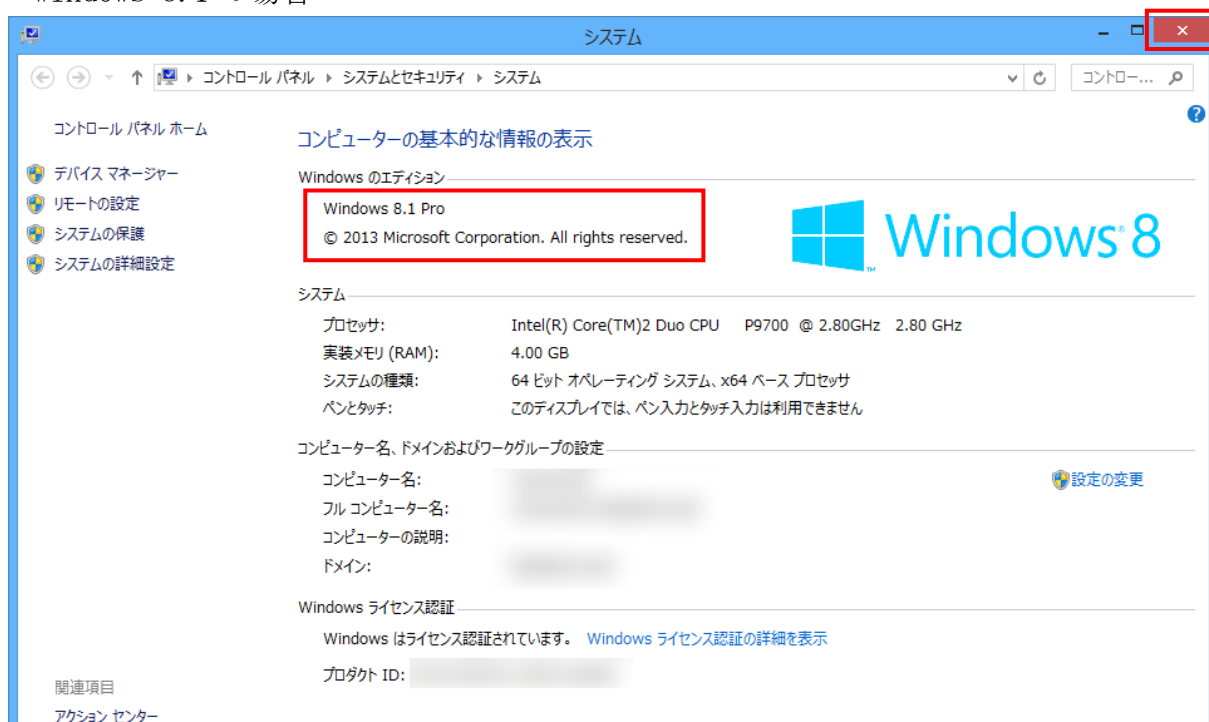 Windows 8.1 の場合
システム
コントロール パネル ▸ システムとセキュリティ ▸ システム
コントロー...
コントロール パネル ホーム
デバイス マネージャー
リモートの設定
システムの保護
システムの詳細設定
コンピューターの基本的な情報の表示
Windows のエディション
Windows 8.1 Pro
© 2013 Microsoft Corporation. All rights reserved.
Windows 8
システム
プロセッサ: Intel(R) Core(TM)2 Duo CPU P9700 @ 2.80GHz 2.80 GHz
実装メモリ (RAM): 4.00 GB
システムの種類: 64 ビット オペレーティング システム、x64 ベース プロセッサ
ペンとタッチ: このディスプレイでは、ペン入力とタッチ入力は利用できません
コンピューター名、ドメインおよびワークグループの設定
コンピューター名:
設定の変更
フル コンピューター名:
コンピューターの説明:
ドメイン:
Windows ライセンス認証
Windows はライセンス認証されています。 Windows ライセンス認証の詳細を表示
プロダクト ID:
関連項目
アクション センター